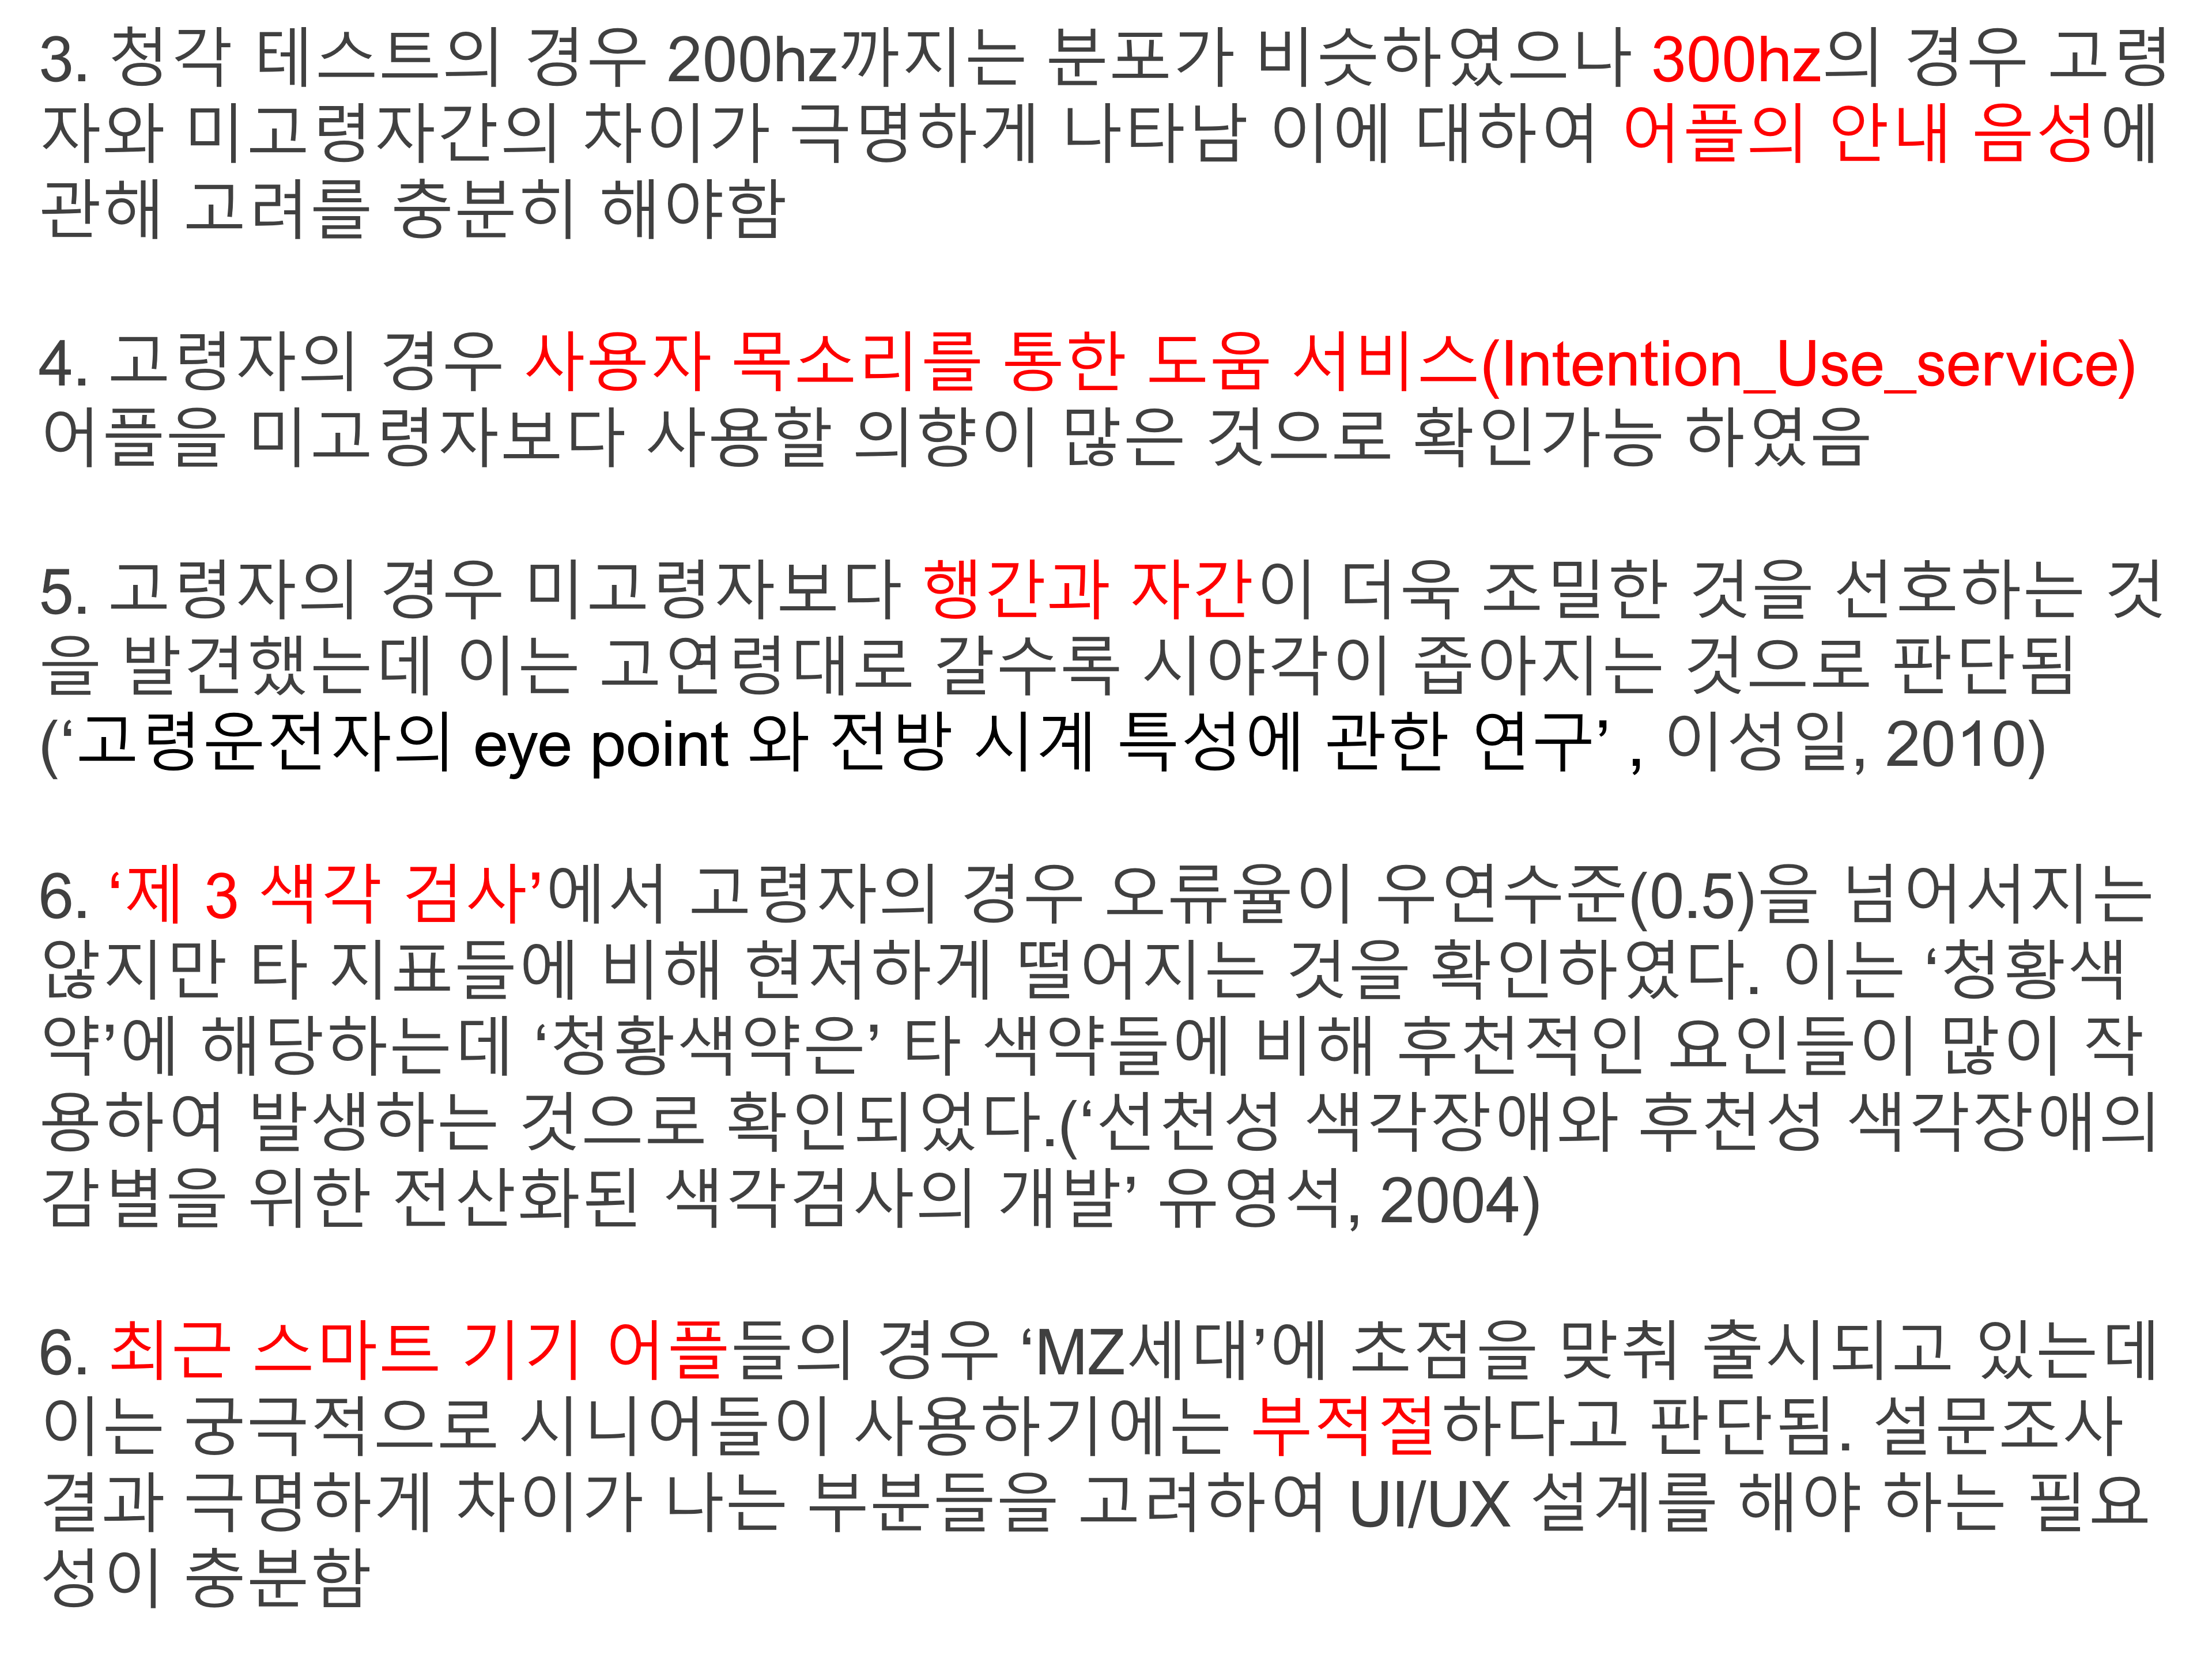 3. 청각 테스트의 경우 200hz까지는 분포가 비슷하였으나 300hz의 경우 고령
자와 미고령자간의 차이가 극명하게 나타남 이에 대하여 어플의 안내 음성에
관해 고려를 충분히 해야함
4. 고령자의 경우 사용자 목소리를 통한 도움 서비스(Intention_Use_service)
어플을 미고령자보다 사용할 의향이 많은 것으로 확인가능 하였음
5. 고령자의 경우 미고령자보다 행간과 자간이 더욱 조밀한 것을 선호하는 것
을 발견했는데 이는 고연령대로 갈수록 시야각이 좁아지는 것으로 판단됨
(‘고령운전자의 eye point 와 전방 시계 특성에 관한 연구’, 이성일, 2010)
6. ‘제 3 색각 검사’에서 고령자의 경우 오류율이 우연수준(0.5)을 넘어서지는
않지만 타 지표들에 비해 현저하게 떨어지는 것을 확인하였다. 이는 ‘청황색
약’에 해당하는데 ‘청황색약은’ 타 색약들에 비해 후천적인 요인들이 많이 작
용하여 발생하는 것으로 확인되었다.(‘선천성 색각장애와 후천성 색각장애의
감별을 위한 전산화된 색각검사의 개발’ 유영석, 2004)
6. 최근 스마트 기기 어플들의 경우 ‘MZ세대’에 초점을 맞춰 출시되고 있는데
이는 궁극적으로 시니어들이 사용하기에는 부적절하다고 판단됨. 설문조사
결과 극명하게 차이가 나는 부분들을 고려하여 UI/UX 설계를 해야 하는 필요
성이 충분함